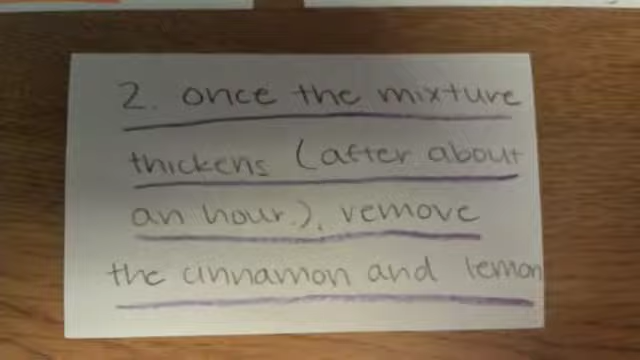 2. once the mixture
thickens (after about
an hour.), remove
the cinnamon and lemon